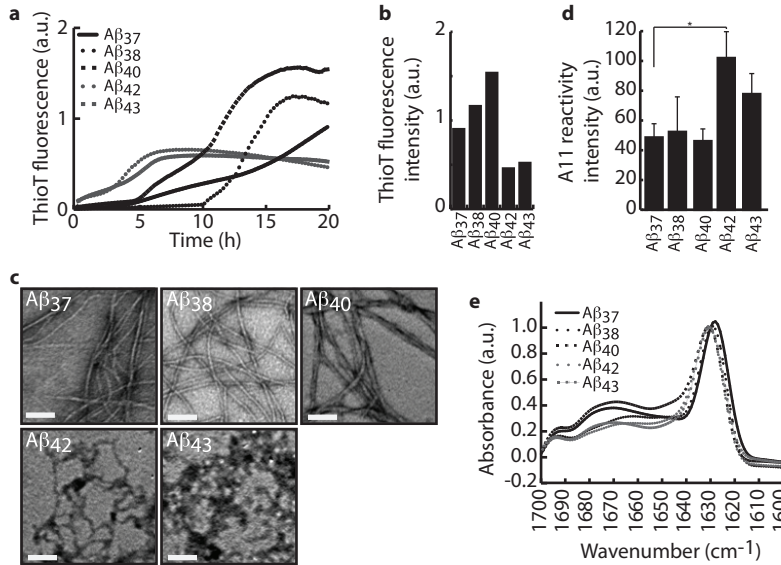 a
ThioT fluorescence (a.u.)
2
1
0
0
5
10
15
20
Time (h)
Aβ37
Aβ38
Aβ40
Aβ42
Aβ43
b
ThioT fluorescence
intensity (a.u.)
2
1
0
Aβ37
Aβ38
Aβ40
Aβ42
Aβ43
d
A11 reactivity
intensity (a.u.)
120
100
80
60
40
20
0
*
Aβ37
Aβ38
Aβ40
Aβ42
Aβ43
c
Aβ37
Aβ38
Aβ40
Aβ42
Aβ43
e
Absorbance (a.u.)
1.0
0.8
0.6
0.4
0.2
0.0
-0.2
Aβ37
Aβ38
Aβ40
Aβ42
Aβ43
1700
1690
1680
1670
1660
1650
1640
1630
1620
1610
1600
Wavenumber (cm-1)